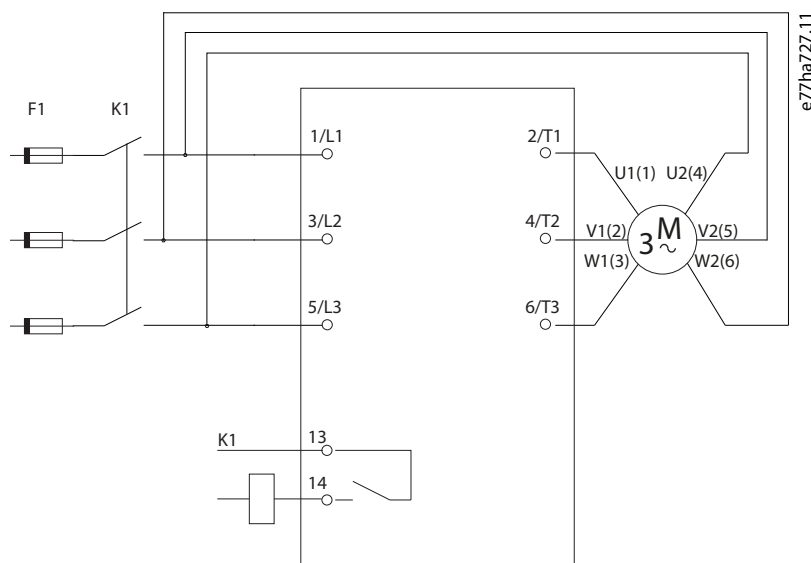 e77ha727.11
F1 K1
1/L1 2/T1
U1(1) U2(4)
3/L2 4/T2 V1(2) M V2(5)
3 ~
W1(3) W2(6)
5/L3 6/T3
K1 13
14